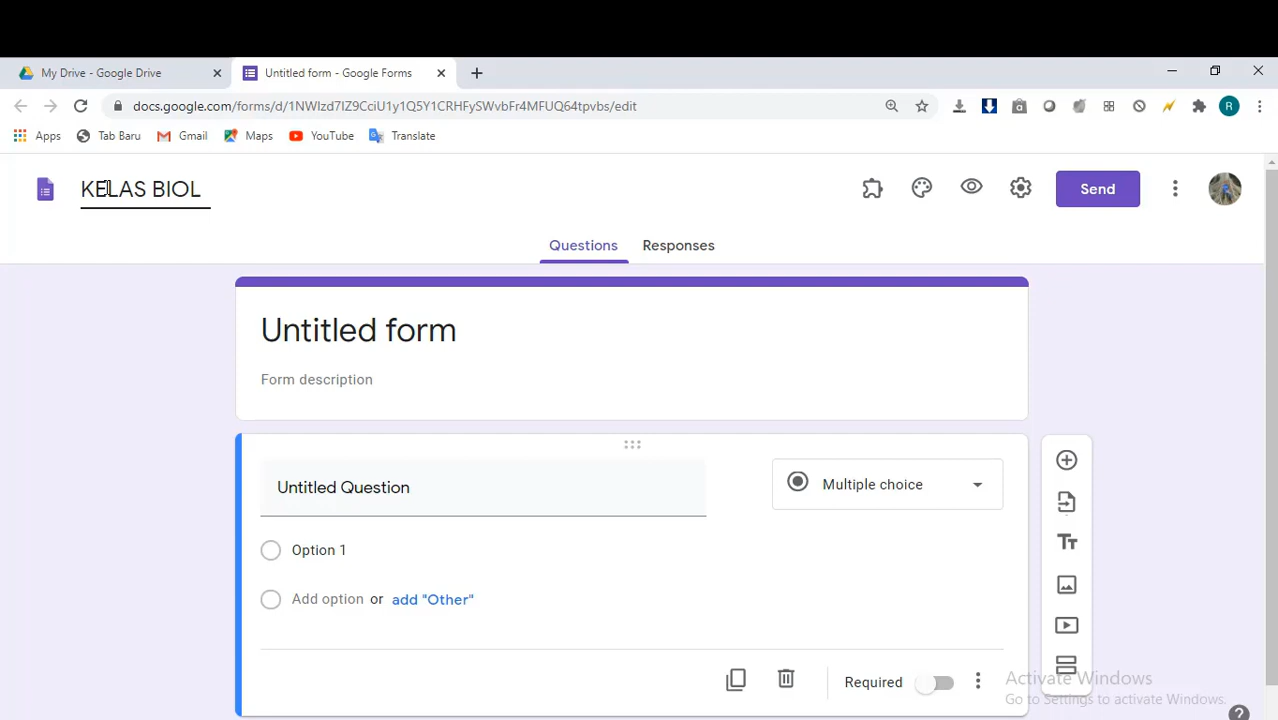 My Drive - Google Drive
Untitled form - Google Forms
docs.google.com/forms/d/1NWIzd7IZ9CciU1y1Q5Y1CRHFySWvbFr4MFUQ64tpvbs/edit
R
Apps
Tab Baru
Gmail
Maps
YouTube
Translate
KELAS BIOL
Send
Questions
Responses
Untitled form
Form description
Untitled Question
Multiple choice
Option 1
Add option or add "Other"
Tт
Required
Activate Windows
Go to Settings to activate Windows.